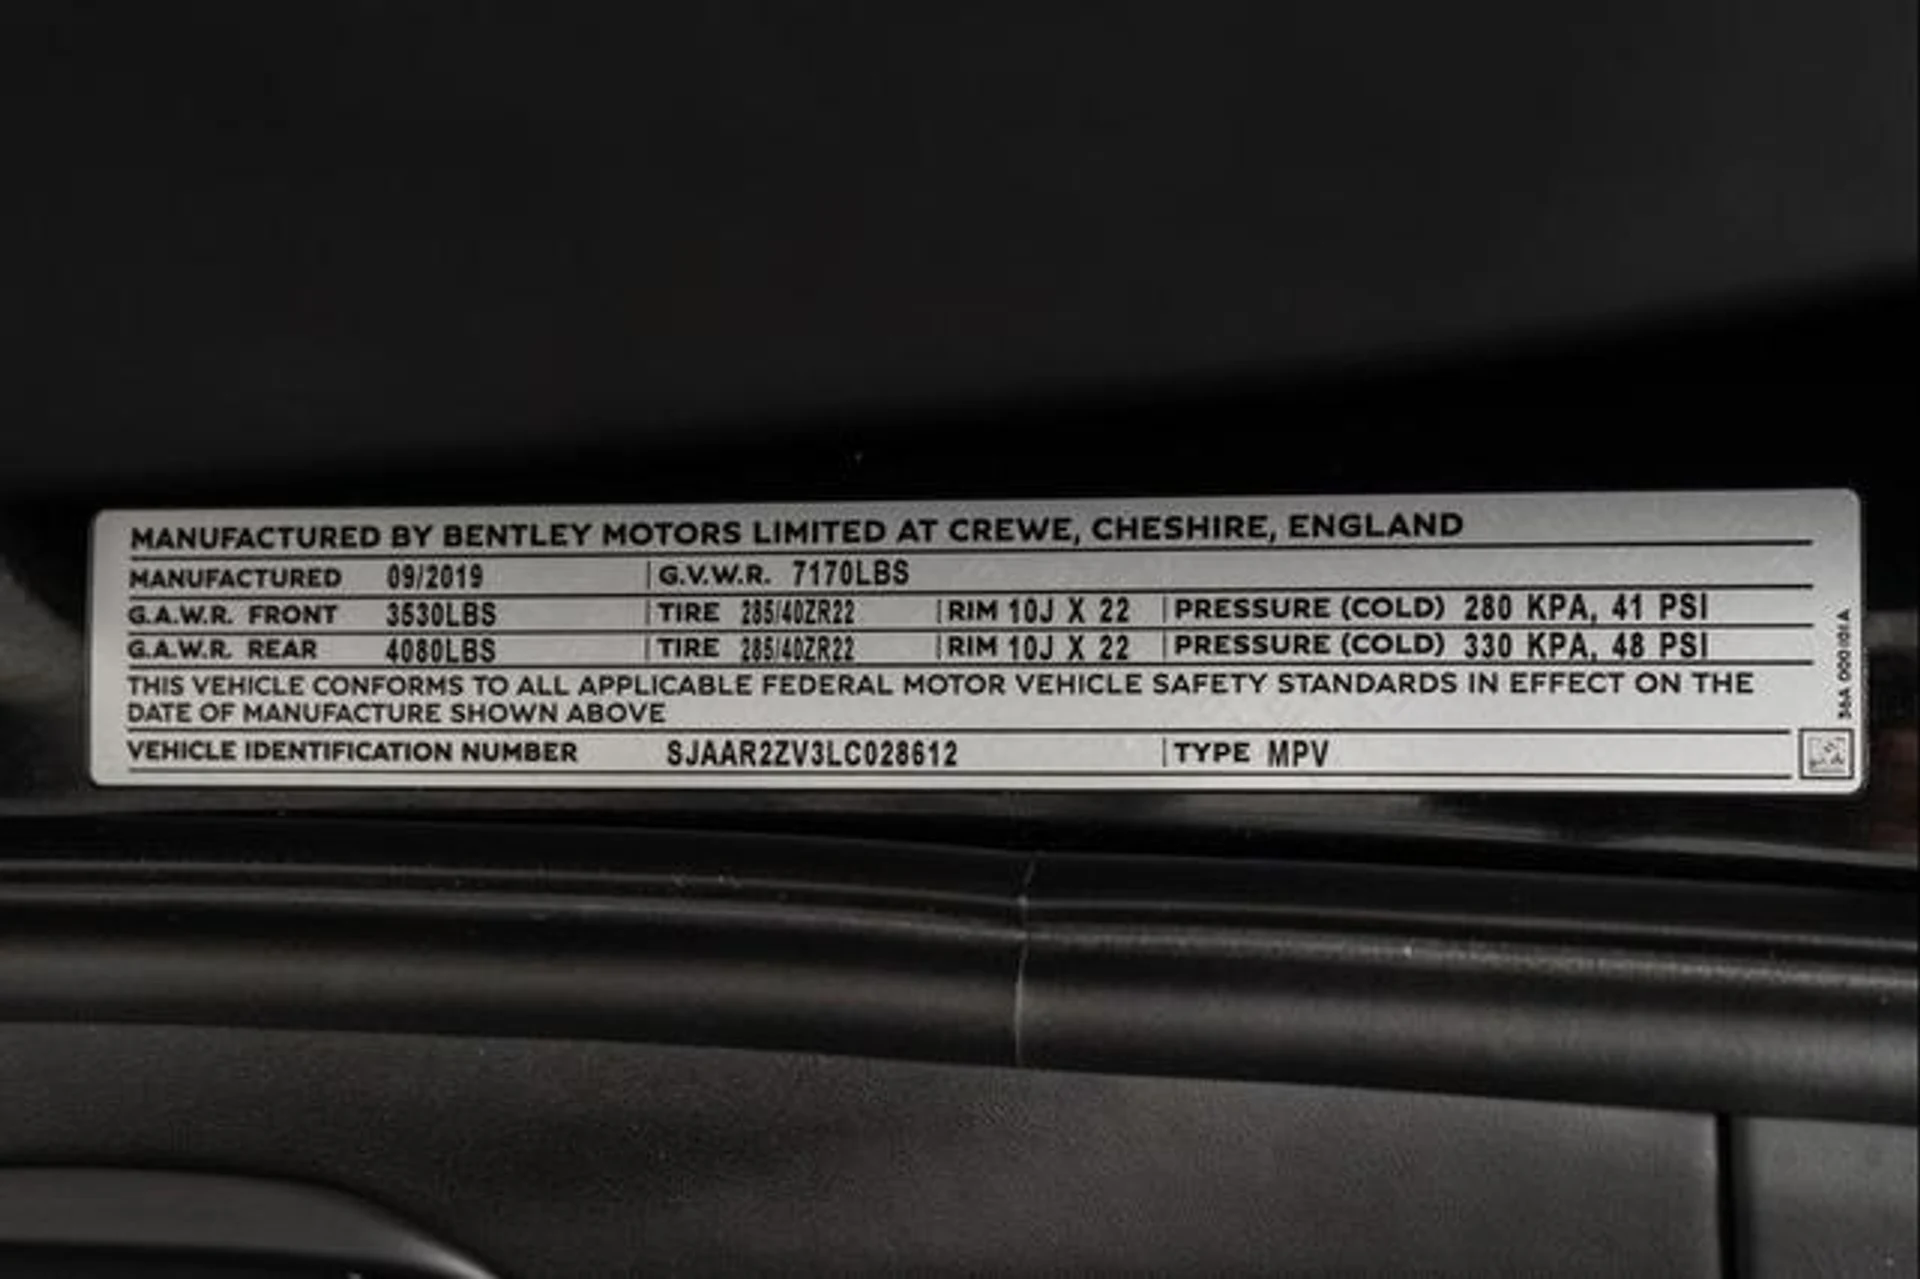 MANUFACTURED BY BENTLEY MOTORS LIMITED AT CREWE, CHESHIRE, ENGLAND
MANUFACTURED 09/2019 G.V.W.R. 7170LBS
G.A.W.R. FRONT 3530LBS TIRE 285/40ZR22 RIM 10J X 22 PRESSURE (COLD) 280 KPA, 41 PSI
G.A.W.R. REAR 4080LBS TIRE 285/40ZR22 RIM 10J X 22 PRESSURE (COLD) 330 KPA, 48 PSI
THIS VEHICLE CONFORMS TO ALL APPLICABLE FEDERAL MOTOR VEHICLE SAFETY STANDARDS IN EFFECT ON THE
DATE OF MANUFACTURE SHOWN ABOVE
VEHICLE IDENTIFICATION NUMBER SJAAR2ZV3LC028612 TYPE MPV
36A 000 101 A